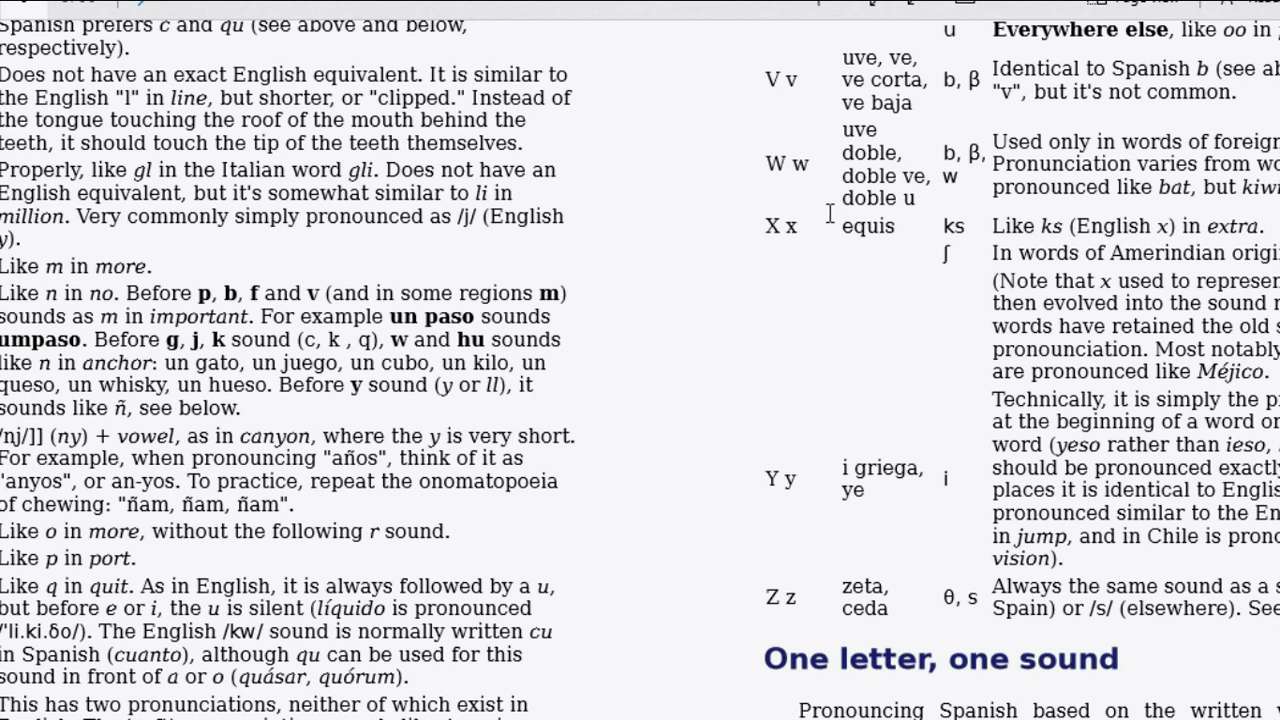 Spanish prefers c and qu (see above and below,
respectively).
Does not have an exact English equivalent. It is similar to
the English "l" in line, but shorter, or "clipped." Instead of
the tongue touching the roof of the mouth behind the
teeth, it should touch the tip of the teeth themselves.
Properly, like gl in the Italian word gli. Does not have an
English equivalent, but it's somewhat similar to li in
million. Very commonly simply pronounced as /j/ (English
y).
Like m in more.
Like n in no. Before p, b, f and v (and in some regions m)
sounds as m in important. For example un paso sounds
umpaso. Before g, j, k sound (c, k , q), w and hu sounds
like n in anchor: un gato, un juego, un cubo, un kilo, un
queso, un whisky, un hueso. Before y sound (y or ll), it
sounds like ñ, see below.
/nj/]] (ny) + vowel, as in canyon, where the y is very short.
For example, when pronouncing "años", think of it as
"anyos", or an-yos. To practice, repeat the onomatopoeia
of chewing: "ñam, ñam, ñam".
Like o in more, without the following r sound.
Like p in port.
Like q in quit. As in English, it is always followed by a u,
but before e or i, the u is silent (líquido is pronounced
/'li.ki.ðo/). The English /kw/ sound is normally written cu
in Spanish (cuanto), although qu can be used for this
sound in front of a or o (quásar, quórum).
This has two pronunciations, neither of which exist in
u Everywhere else, like oo in
V v
uve, ve,
ve corta,
ve baja
b, β
Identical to Spanish b (see ab
"v", but it's not common.
W w
uve
doble,
doble ve,
doble u
b, β,
w
Used only in words of foreign
Pronunciation varies from wo
pronounced like bat, but kiwi
X x equis ks Like ks (English x) in extra.
ʃ In words of Amerindian origi
(Note that x used to represen
then evolved into the sound r
words have retained the old s
pronounciation. Most notably
are pronounced like Méjico.
Y y
i griega,
ye
i
Technically, it is simply the p
at the beginning of a word or
word (yeso rather than ieso,
should be pronounced exactly
places it is identical to Englis
pronounced similar to the En
in jump, and in Chile is prono
vision).
Z z
zeta,
ceda
θ, s
Always the same sound as a s
Spain) or /s/ (elsewhere). See
One letter, one sound
Pronouncing Spanish based on the written